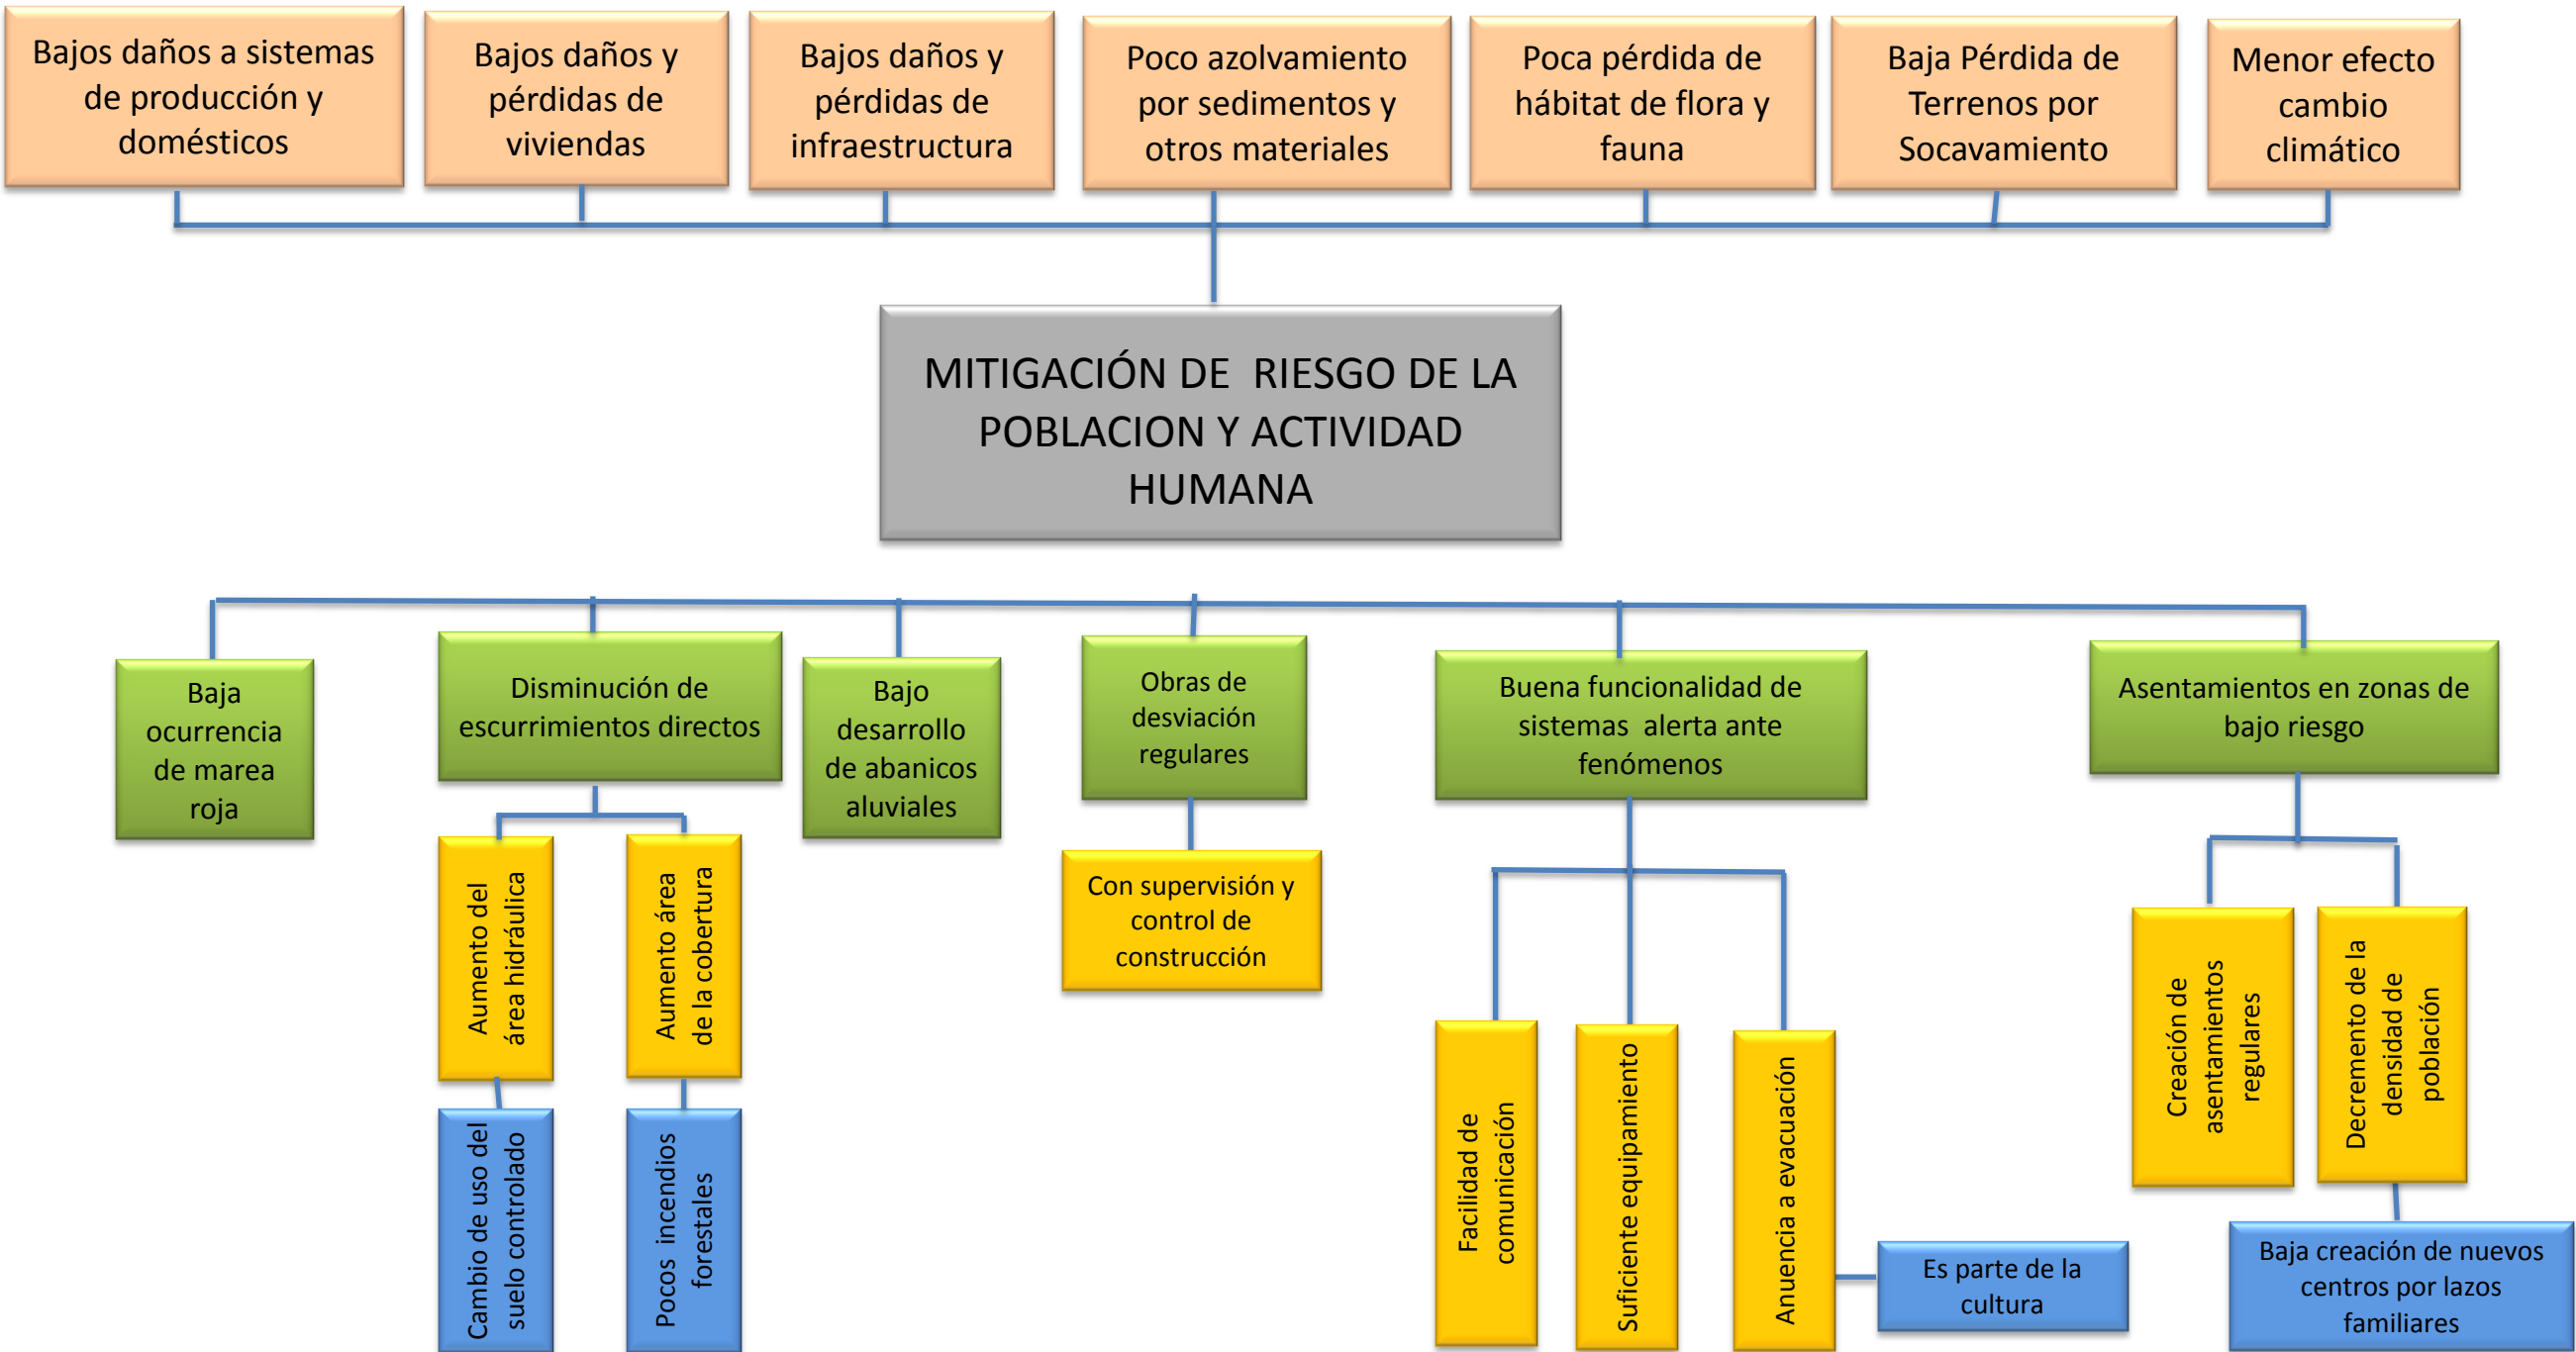 Bajos daños a sistemas
de producción y
domésticos
Bajos daños y
pérdidas de
viviendas
Bajos daños y
pérdidas de
infraestructura
Poco azolvamiento
por sedimentos y
otros materiales
Poca pérdida de
hábitat de flora y
fauna
Baja Pérdida de
Terrenos por
Socavamiento
Menor efecto
cambio
climático
MITIGACIÓN DE RIESGO DE LA
POBLACION Y ACTIVIDAD
HUMANA
Baja
ocurrencia
de marea
roja
Disminución de
escurrimientos directos
Bajo
desarrollo
de abanicos
aluviales
Obras de
desviación
regulares
Buena funcionalidad de
sistemas alerta ante
fenómenos
Asentamientos en zonas de
bajo riesgo
Aumento del
área hidráulica
Aumento área
de la cobertura
Con supervisión y
control de
construcción
Facilidad de
comunicación
Suficiente equipamiento
Anuencia a evacuación
Creación de
asentamientos
regulares
Decremento de la
densidad de
población
Cambio de uso del
suelo controlado
Pocos incendios
forestales
Es parte de la
cultura
Baja creación de nuevos
centros por lazos
familiares